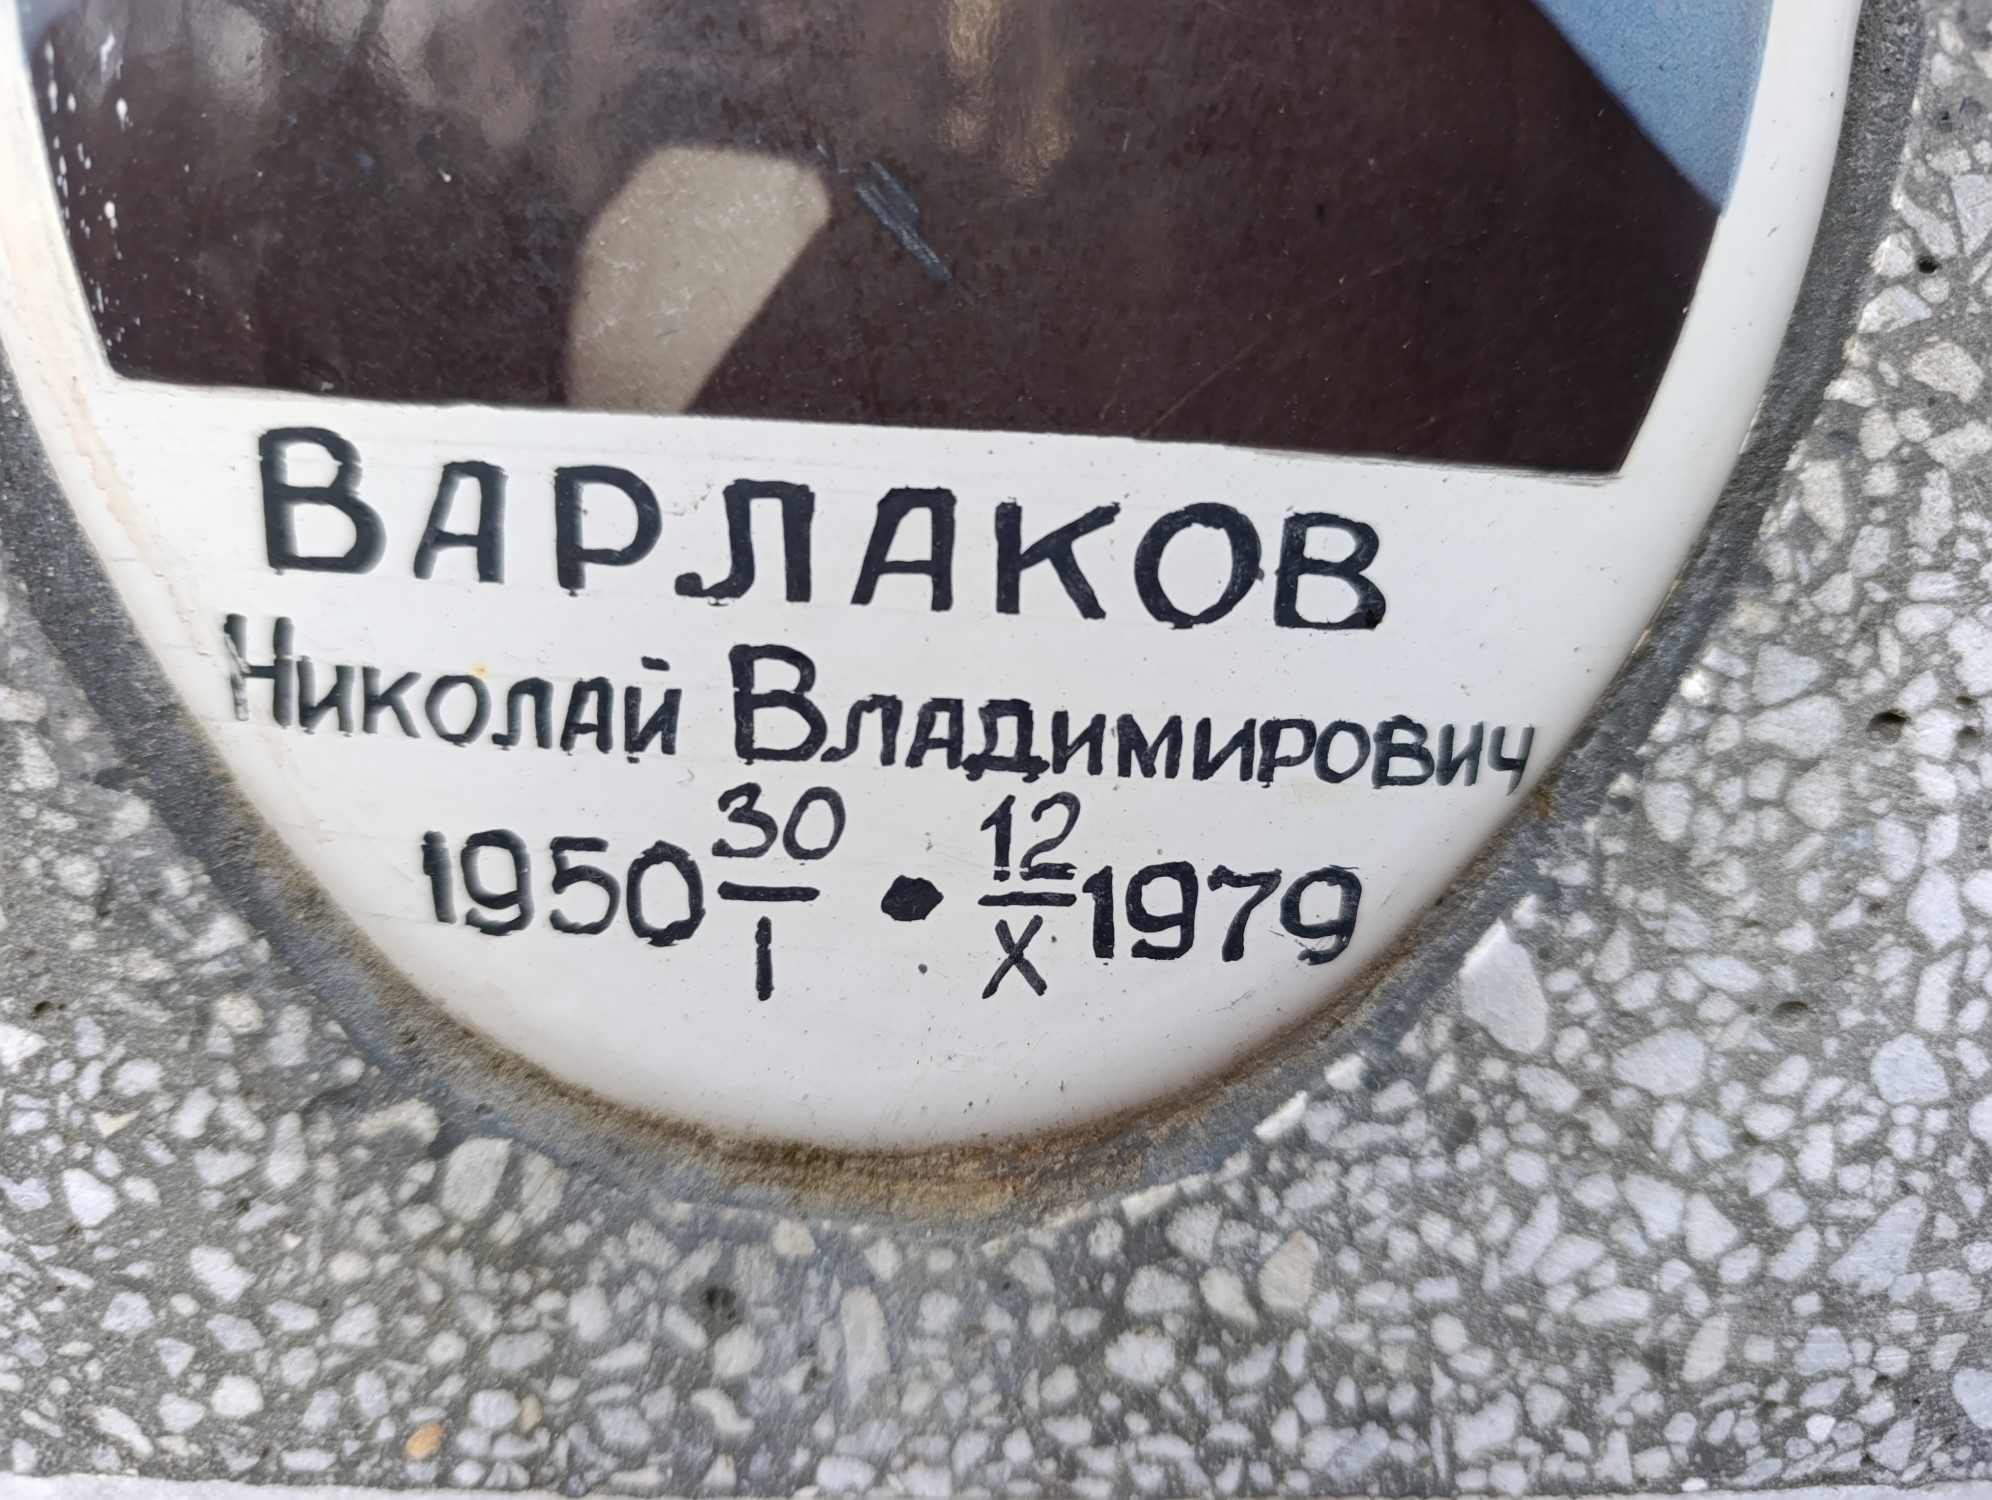 ВАРЛАКОВ
Николай Владимирович
1950 30/I • 12/X 1979